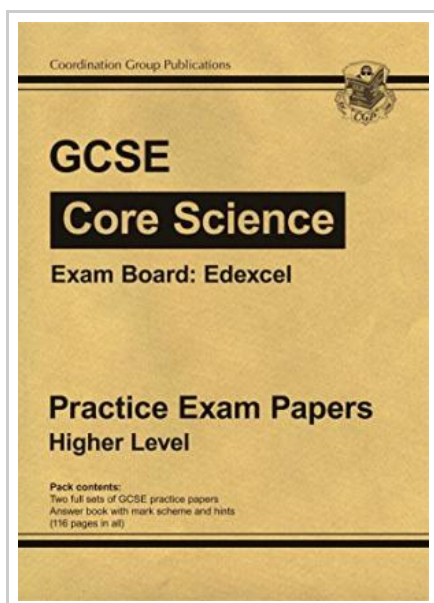 Coordination Group Publications
CGP
GCSE
Core Science
Exam Board: Edexcel
Practice Exam Papers
Higher Level
Pack contents:
Two full sets of GCSE practice papers
Answer book with mark scheme and hints
(116 pages in all)